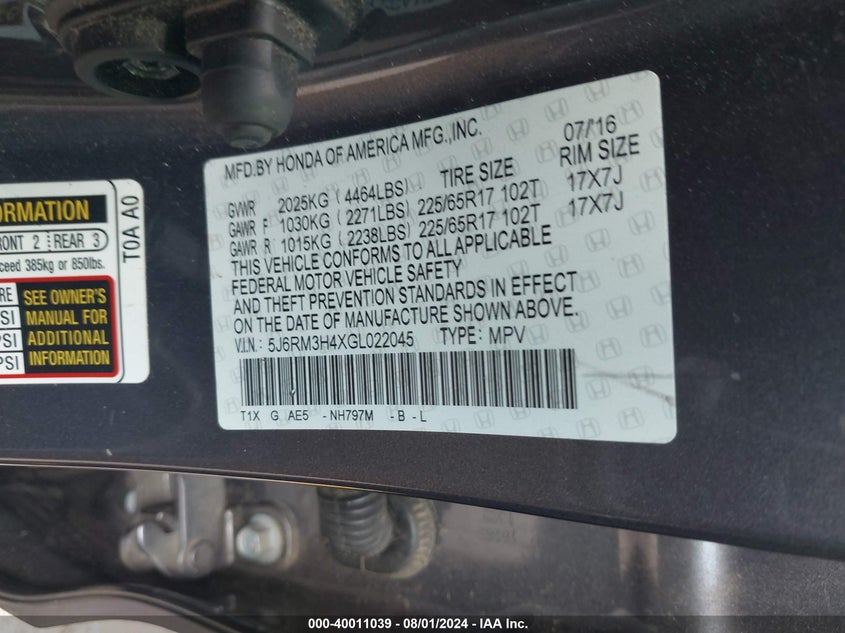 ORMATION
RONT 2 REAR 3
ceed 385kg or 850lbs.
RE
PSI
PSI
PSI
SEE OWNER'S
MANUAL FOR
ADDITIONAL
INFORMATION
T0A A0
MFD.BY HONDA OF AMERICA MFG.,INC. 07/'16
TIRE SIZE RIM SIZE
GVWR 2025KG (4464LBS)
GAWR F 1030KG (2271LBS) 225/65R17 102T 17X7J
GAWR R 1015KG (2238LBS) 225/65R17 102T 17X7J
THIS VEHICLE CONFORMS TO ALL APPLICABLE
FEDERAL MOTOR VEHICLE SAFETY
AND THEFT PREVENTION STANDARDS IN EFFECT
ON THE DATE OF MANUFACTURE SHOWN ABOVE.
V.I.N: 5J6RM3H4XGL022045 TYPE: MPV
T1X G AE5 - NH797M - B - L
000-40011039 - 08/01/2024 - IAA Inc.